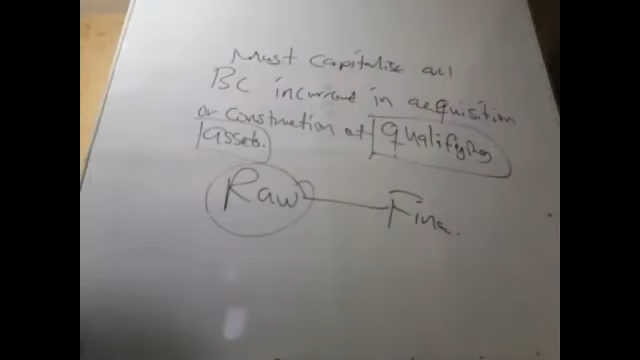 Must capitalise all
BC incurred in acquisition
or construction of qualifying
assets.
Raw Fina.